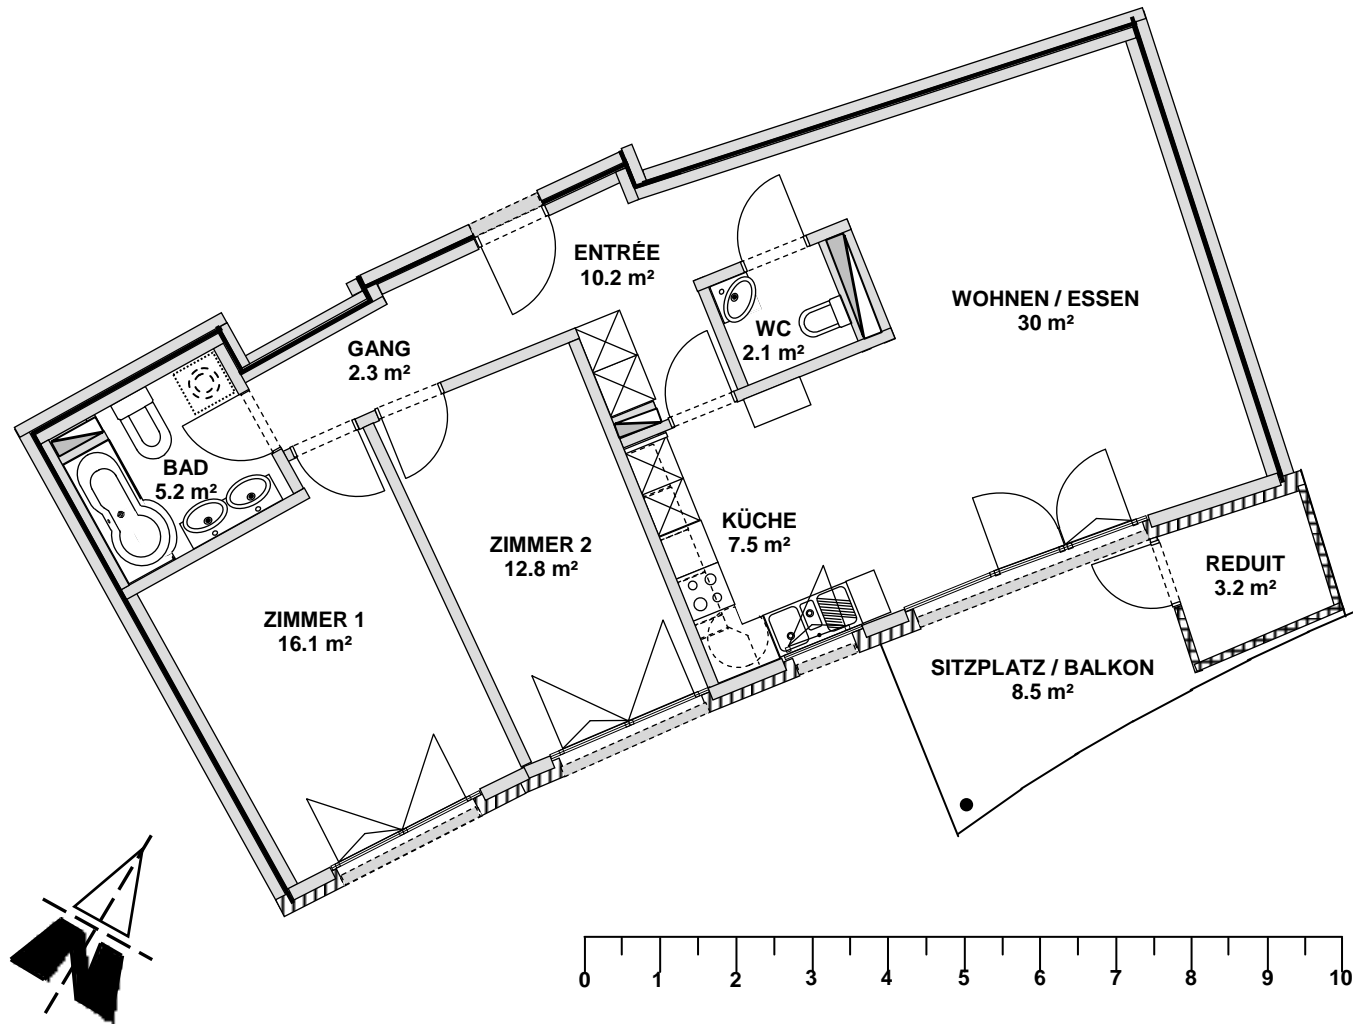 ENTRÉE
10.2 m²
WOHNEN / ESSEN
30 m²
WC
2.1 m²
GANG
2.3 m²
BAD
5.2 m²
KÜCHE
7.5 m²
ZIMMER 2
12.8 m²
REDUIT
3.2 m²
ZIMMER 1
16.1 m²
SITZPLATZ / BALKON
8.5 m²
N
0 1 2 3 4 5 6 7 8 9 10